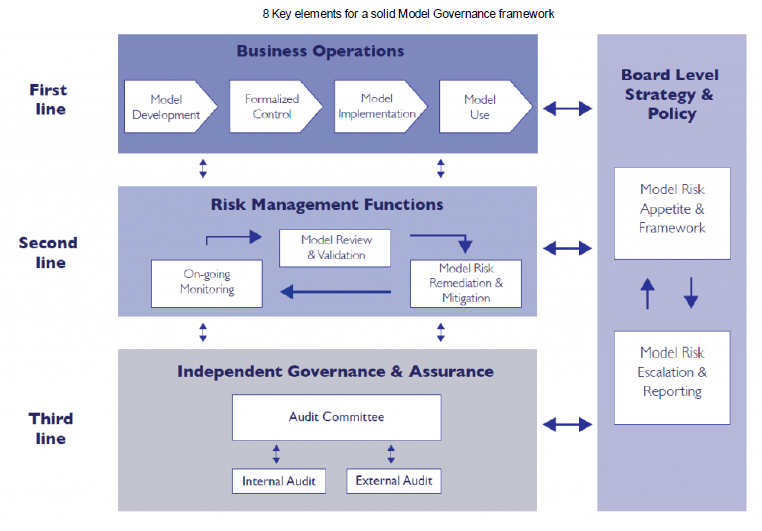 8 Key elements for a solid Model Governance framework
First
line
Business Operations
Model
Development
Formalized
Control
Model
Implementation
Model
Use
Second
line
Risk Management Functions
Model Review
& Validation
On-going
Monitoring
Model Risk
Remediation &
Mitigation
Third
line
Independent Governance & Assurance
Audit Committee
Internal Audit
External Audit
Board Level
Strategy &
Policy
Model Risk
Appetite &
Framework
Model Risk
Escalation &
Reporting